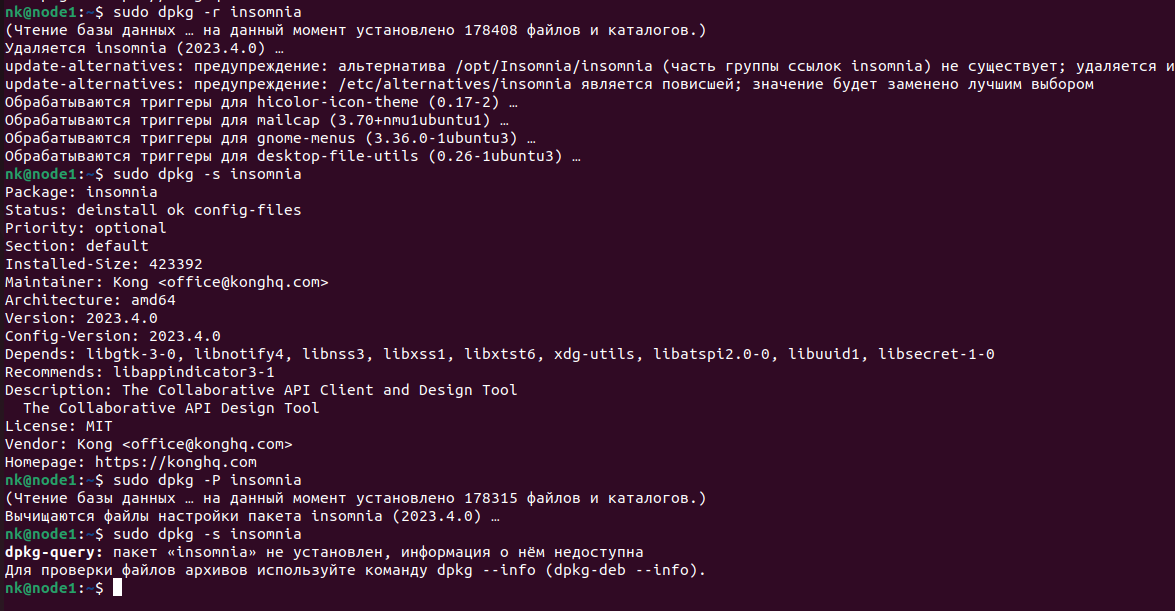 nk@node1:~$ sudo dpkg -r insomnia
(Чтение базы данных … на данный момент установлено 178408 файлов и каталогов.)
Удаляется insomnia (2023.4.0) …
update-alternatives: предупреждение: альтернатива /opt/Insomnia/insomnia (часть группы ссылок insomnia) не существует; удаляется и
update-alternatives: предупреждение: /etc/alternatives/insomnia является повисшей; значение будет заменено лучшим выбором
Обрабатываются триггеры для hicolor-icon-theme (0.17-2) …
Обрабатываются триггеры для mailcap (3.70+nmu1ubuntu1) …
Обрабатываются триггеры для gnome-menus (3.36.0-1ubuntu3) …
Обрабатываются триггеры для desktop-file-utils (0.26-1ubuntu3) …
nk@node1:~$ sudo dpkg -s insomnia
Package: insomnia
Status: deinstall ok config-files
Priority: optional
Section: default
Installed-Size: 423392
Maintainer: Kong <office@konghq.com>
Architecture: amd64
Version: 2023.4.0
Config-Version: 2023.4.0
Depends: libgtk-3-0, libnotify4, libnss3, libxss1, libxtst6, xdg-utils, libatspi2.0-0, libuuid1, libsecret-1-0
Recommends: libappindicator3-1
Description: The Collaborative API Client and Design Tool
  The Collaborative API Design Tool
License: MIT
Vendor: Kong <office@konghq.com>
Homepage: https://konghq.com
nk@node1:~$ sudo dpkg -P insomnia
(Чтение базы данных … на данный момент установлено 178315 файлов и каталогов.)
Вычищаются файлы настройки пакета insomnia (2023.4.0) …
nk@node1:~$ sudo dpkg -s insomnia
dpkg-query: пакет «insomnia» не установлен, информация о нём недоступна
Для проверки файлов архивов используйте команду dpkg --info (dpkg-deb --info).
nk@node1:~$